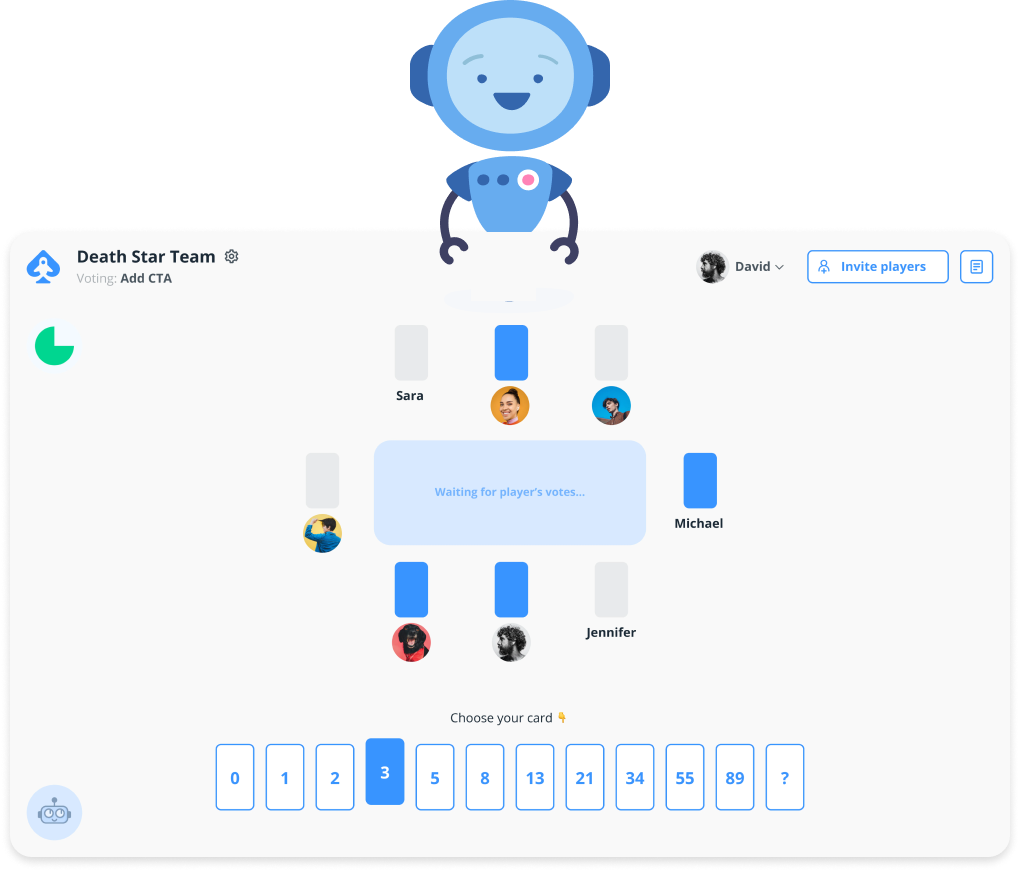 Death Star Team
Voting: Add CTA
David
Invite players
Sara
Waiting for player's votes...
Michael
Jennifer
Choose your card 👇
0 1 2 3 5 8 13 21 34 55 89 ?